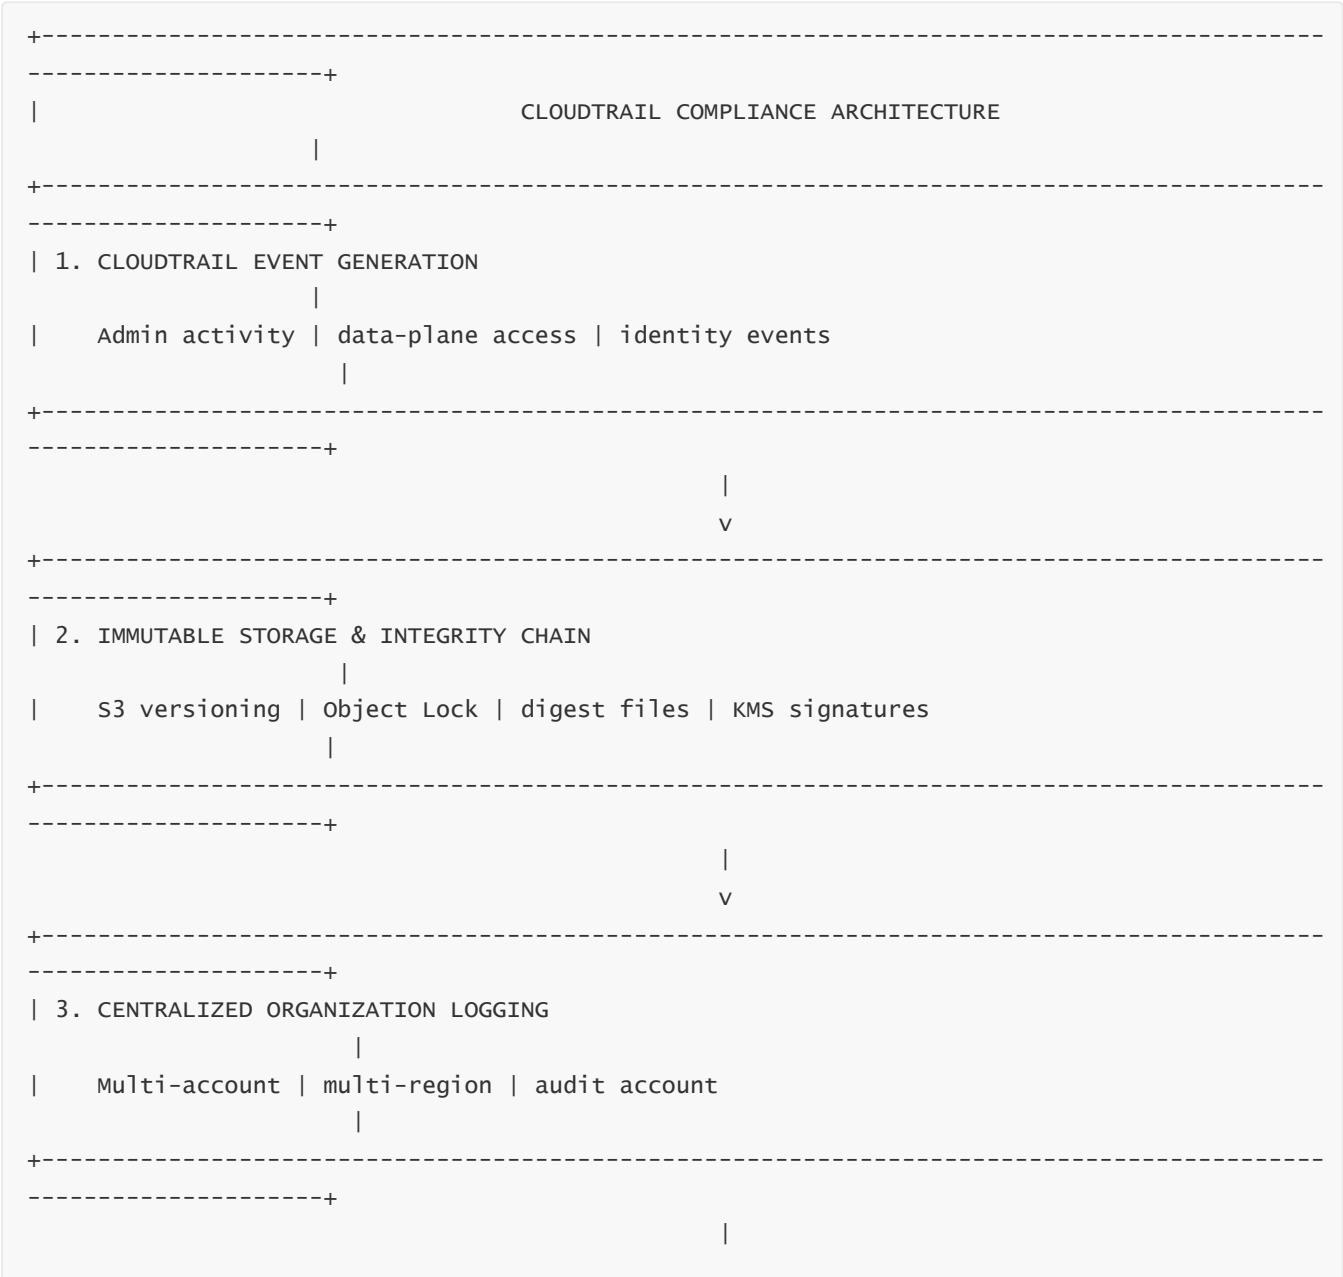 +-------------------------------------------------------------------------------------------
---------------------+
|                                  CLOUDTRAIL COMPLIANCE ARCHITECTURE
                    |
+-------------------------------------------------------------------------------------------
---------------------+
| 1. CLOUDTRAIL EVENT GENERATION
                    |
|    Admin activity | data-plane access | identity events
                      |
+-------------------------------------------------------------------------------------------
---------------------+
                                                 |
                                                 v
+-------------------------------------------------------------------------------------------
---------------------+
| 2. IMMUTABLE STORAGE & INTEGRITY CHAIN
                      |
|    S3 versioning | Object Lock | digest files | KMS signatures
                     |
+-------------------------------------------------------------------------------------------
---------------------+
                                                 |
                                                 v
+-------------------------------------------------------------------------------------------
---------------------+
| 3. CENTRALIZED ORGANIZATION LOGGING
                       |
|    Multi-account | multi-region | audit account
                       |
+-------------------------------------------------------------------------------------------
---------------------+
                                                 |